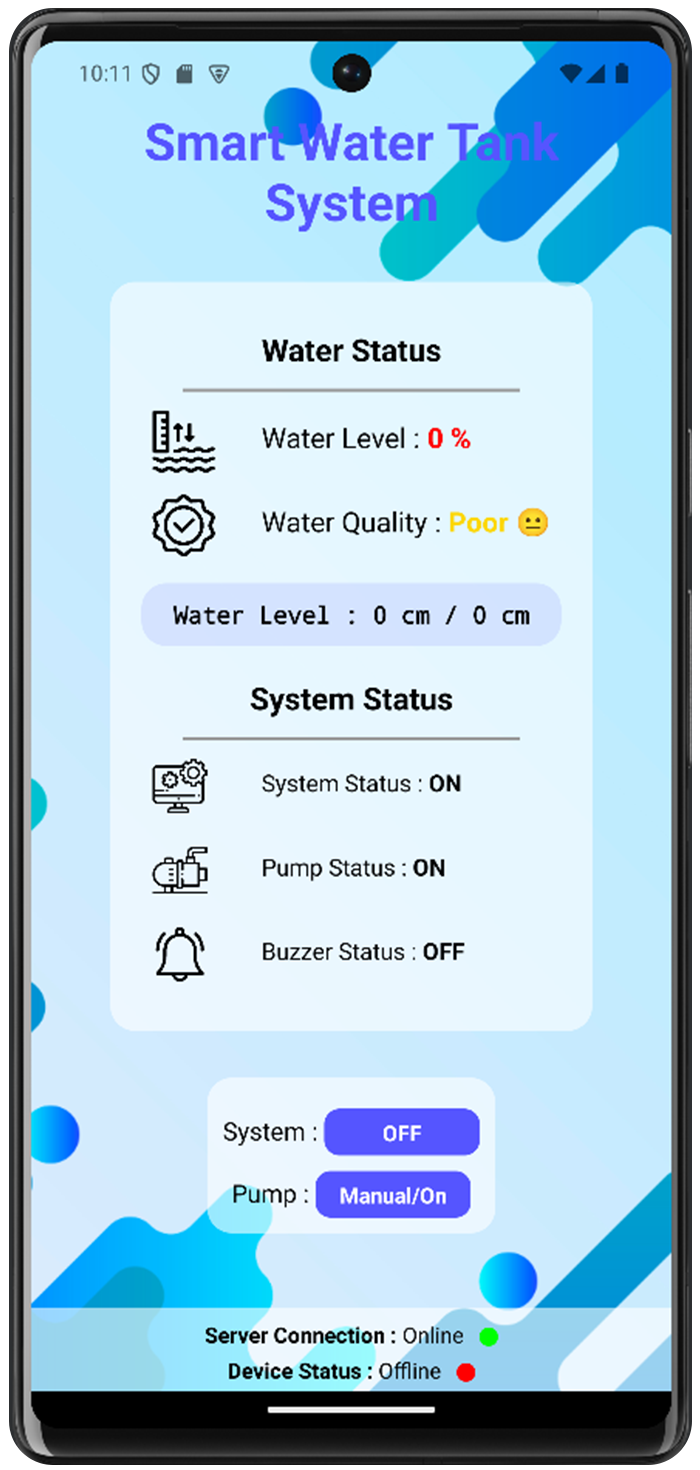 10:11
Smart Water Tank
System
Water Status
Water Level : 0 %
Water Quality : Poor 😐
Water Level : 0 cm / 0 cm
System Status
System Status : ON
Pump Status : ON
Buzzer Status : OFF
System : OFF
Pump : Manual/On
Server Connection : Online
Device Status : Offline